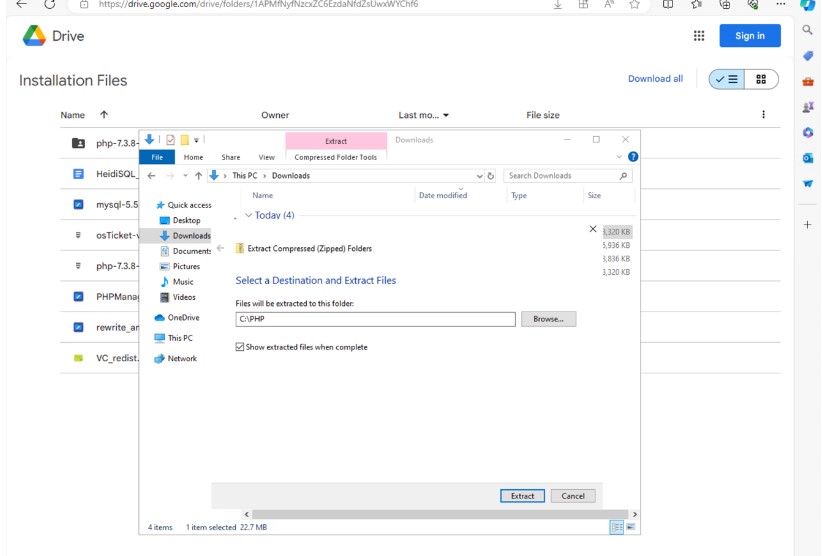 https://drive.google.com/drive/folders/1APMfNyfNzcxZC6EzdaNfdZsUwxWYChf6
Drive
Sign in
Installation Files
Download all
Name Owner Last mo... File size
php-7.3.8-
HeidiSQL_
mysql-5.5
osTicket-v
php-7.3.8-
PHPMana
rewrite_am
VC_redist.
Extract Downloads
File Home Share View Compressed Folder Tools
This PC > Downloads Search Downloads
Name Date modified Type Size
Quick access
Desktop
Downloads
Documents
Pictures
Music
Videos
OneDrive
This PC
Network
Today (4)
3,320 KB
5,936 KB
3,836 KB
3,320 KB
Extract Compressed (Zipped) Folders
Select a Destination and Extract Files
Files will be extracted to this folder:
C:\PHP
Browse...
Show extracted files when complete
Extract Cancel
4 items 1 item selected 22.7 MB